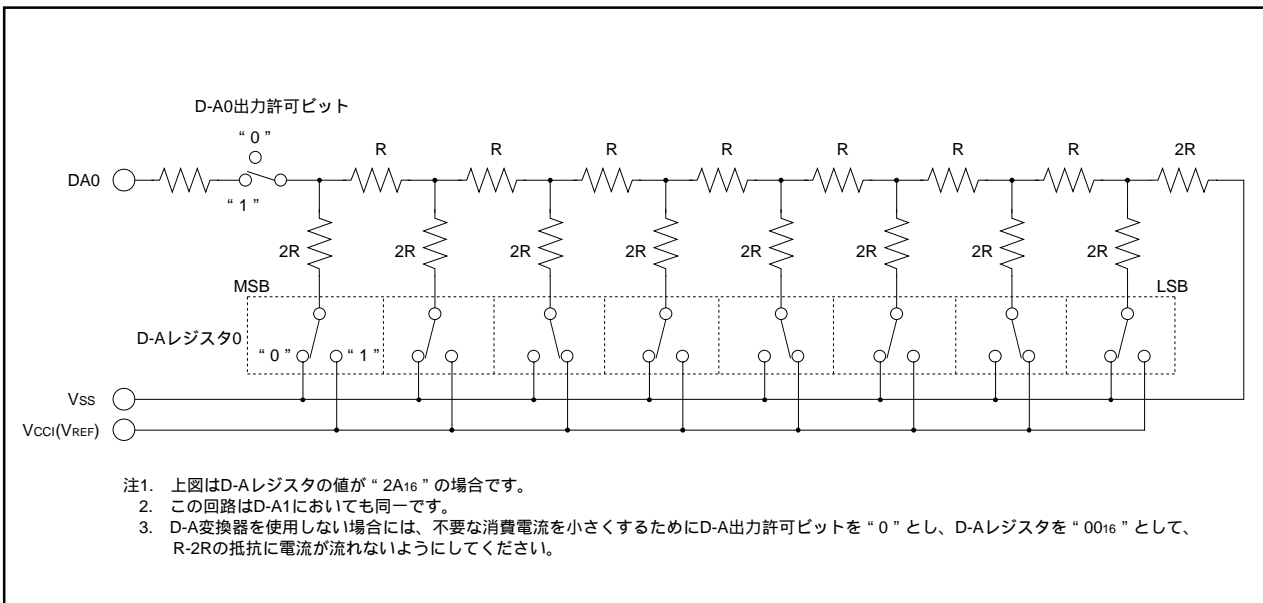 D-A0出力許可ビット
“ 0 ”
R R R R R R R 2R
DA0
“ 1 ”
2R 2R 2R 2R 2R 2R 2R 2R
MSB LSB
D-Aレジスタ0 “ 0 ” “ 1 ”
VSS
VCCI(VREF)
注1. 上図はD-Aレジスタの値が “ 2A16 ” の場合です。
2. この回路はD-A1においても同一です。
3. D-A変換器を使用しない場合には、不要な消費電流を小さくするためにD-A出力許可ビットを “ 0 ” とし、D-Aレジスタを “ 0016 ” として、
R-2Rの抵抗に電流が流れないようにしてください。